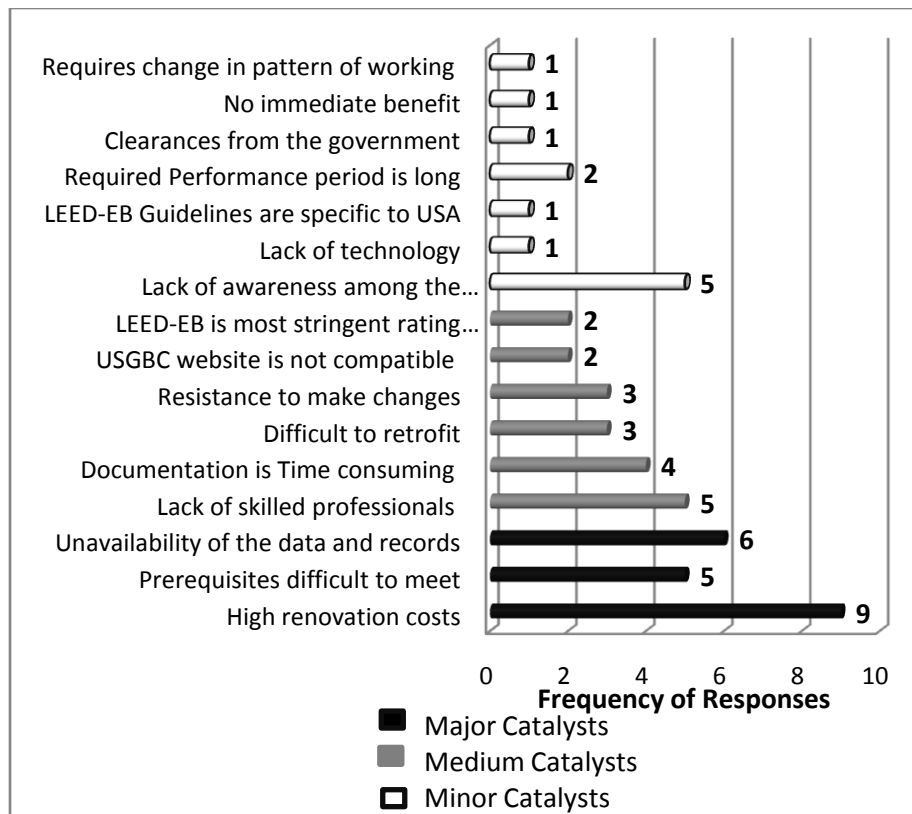 Requires change in pattern of working 1
No immediate benefit 1
Clearances from the government 1
Required Performance period is long 2
LEED-EB Guidelines are specific to USA 1
Lack of technology 1
Lack of awareness among the... 5
LEED-EB is most stringent rating... 2
USGBC website is not compatible 2
Resistance to make changes 3
Difficult to retrofit 3
Documentation is Time consuming 4
Lack of skilled professionals 5
Unavailability of the data and records 6
Prerequisites difficult to meet 5
High renovation costs 9
0 2 4 6 8 10
Frequency of Responses
Major Catalysts
Medium Catalysts
Minor Catalysts